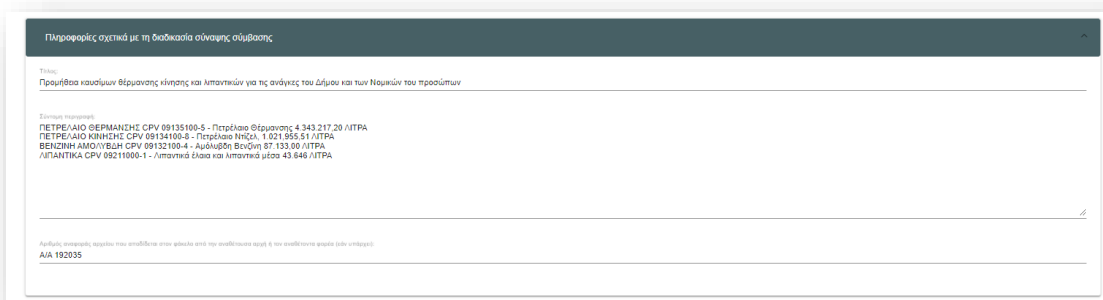 Πληροφορίες σχετικά με τη διαδικασία σύναψης σύμβασης
Τίτλος:
Προμήθεια καυσίμων θέρμανσης κίνησης και λιπαντικών για τις ανάγκες του Δήμου και των Νομικών του προσώπων
Σύντομη περιγραφή:
ΠΕΤΡΕΛΑΙΟ ΘΕΡΜΑΝΣΗΣ CPV 09135100-5 - Πετρέλαιο Θέρμανσης 4.343.217,20 ΛΙΤΡΑ
ΠΕΤΡΕΛΑΙΟ ΚΙΝΗΣΗΣ CPV 09134100-8 - Πετρέλαιο Ντίζελ, 1.021,955,51 ΛΙΤΡΑ
ΒΕΝΖΙΝΗ ΑΜΟΛΥΒΔΗ CPV 09132100-4 - Αμόλυβδη Βενζίνη 87.133,00 ΛΙΤΡΑ
ΛΙΠΑΝΤΙΚΑ CPV 09211000-1 - Λιπαντικά έλαια και λιπαντικά μέσα 43.646 ΛΙΤΡΑ
Αριθμός αναφοράς αρχείου που αποδίδεται στον φάκελο από την αναθέτουσα αρχή ή τον αναθέτοντα φορέα (εάν υπάρχει):
Α/Α 192035